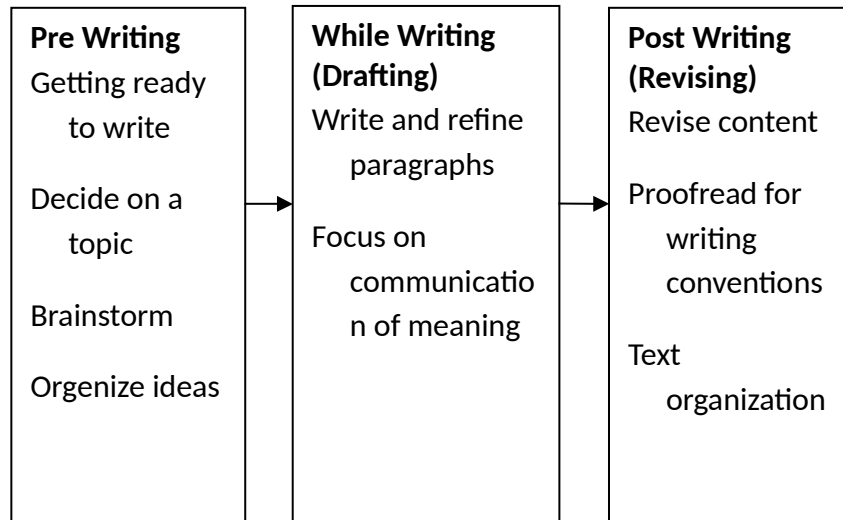 Pre Writing
Getting ready
to write
Decide on a
topic
Brainstorm
Orgenize ideas
While Writing
(Drafting)
Write and refine
paragraphs
Focus on
communicatio
n of meaning
Post Writing
(Revising)
Revise content
Proofread for
writing
conventions
Text
organization